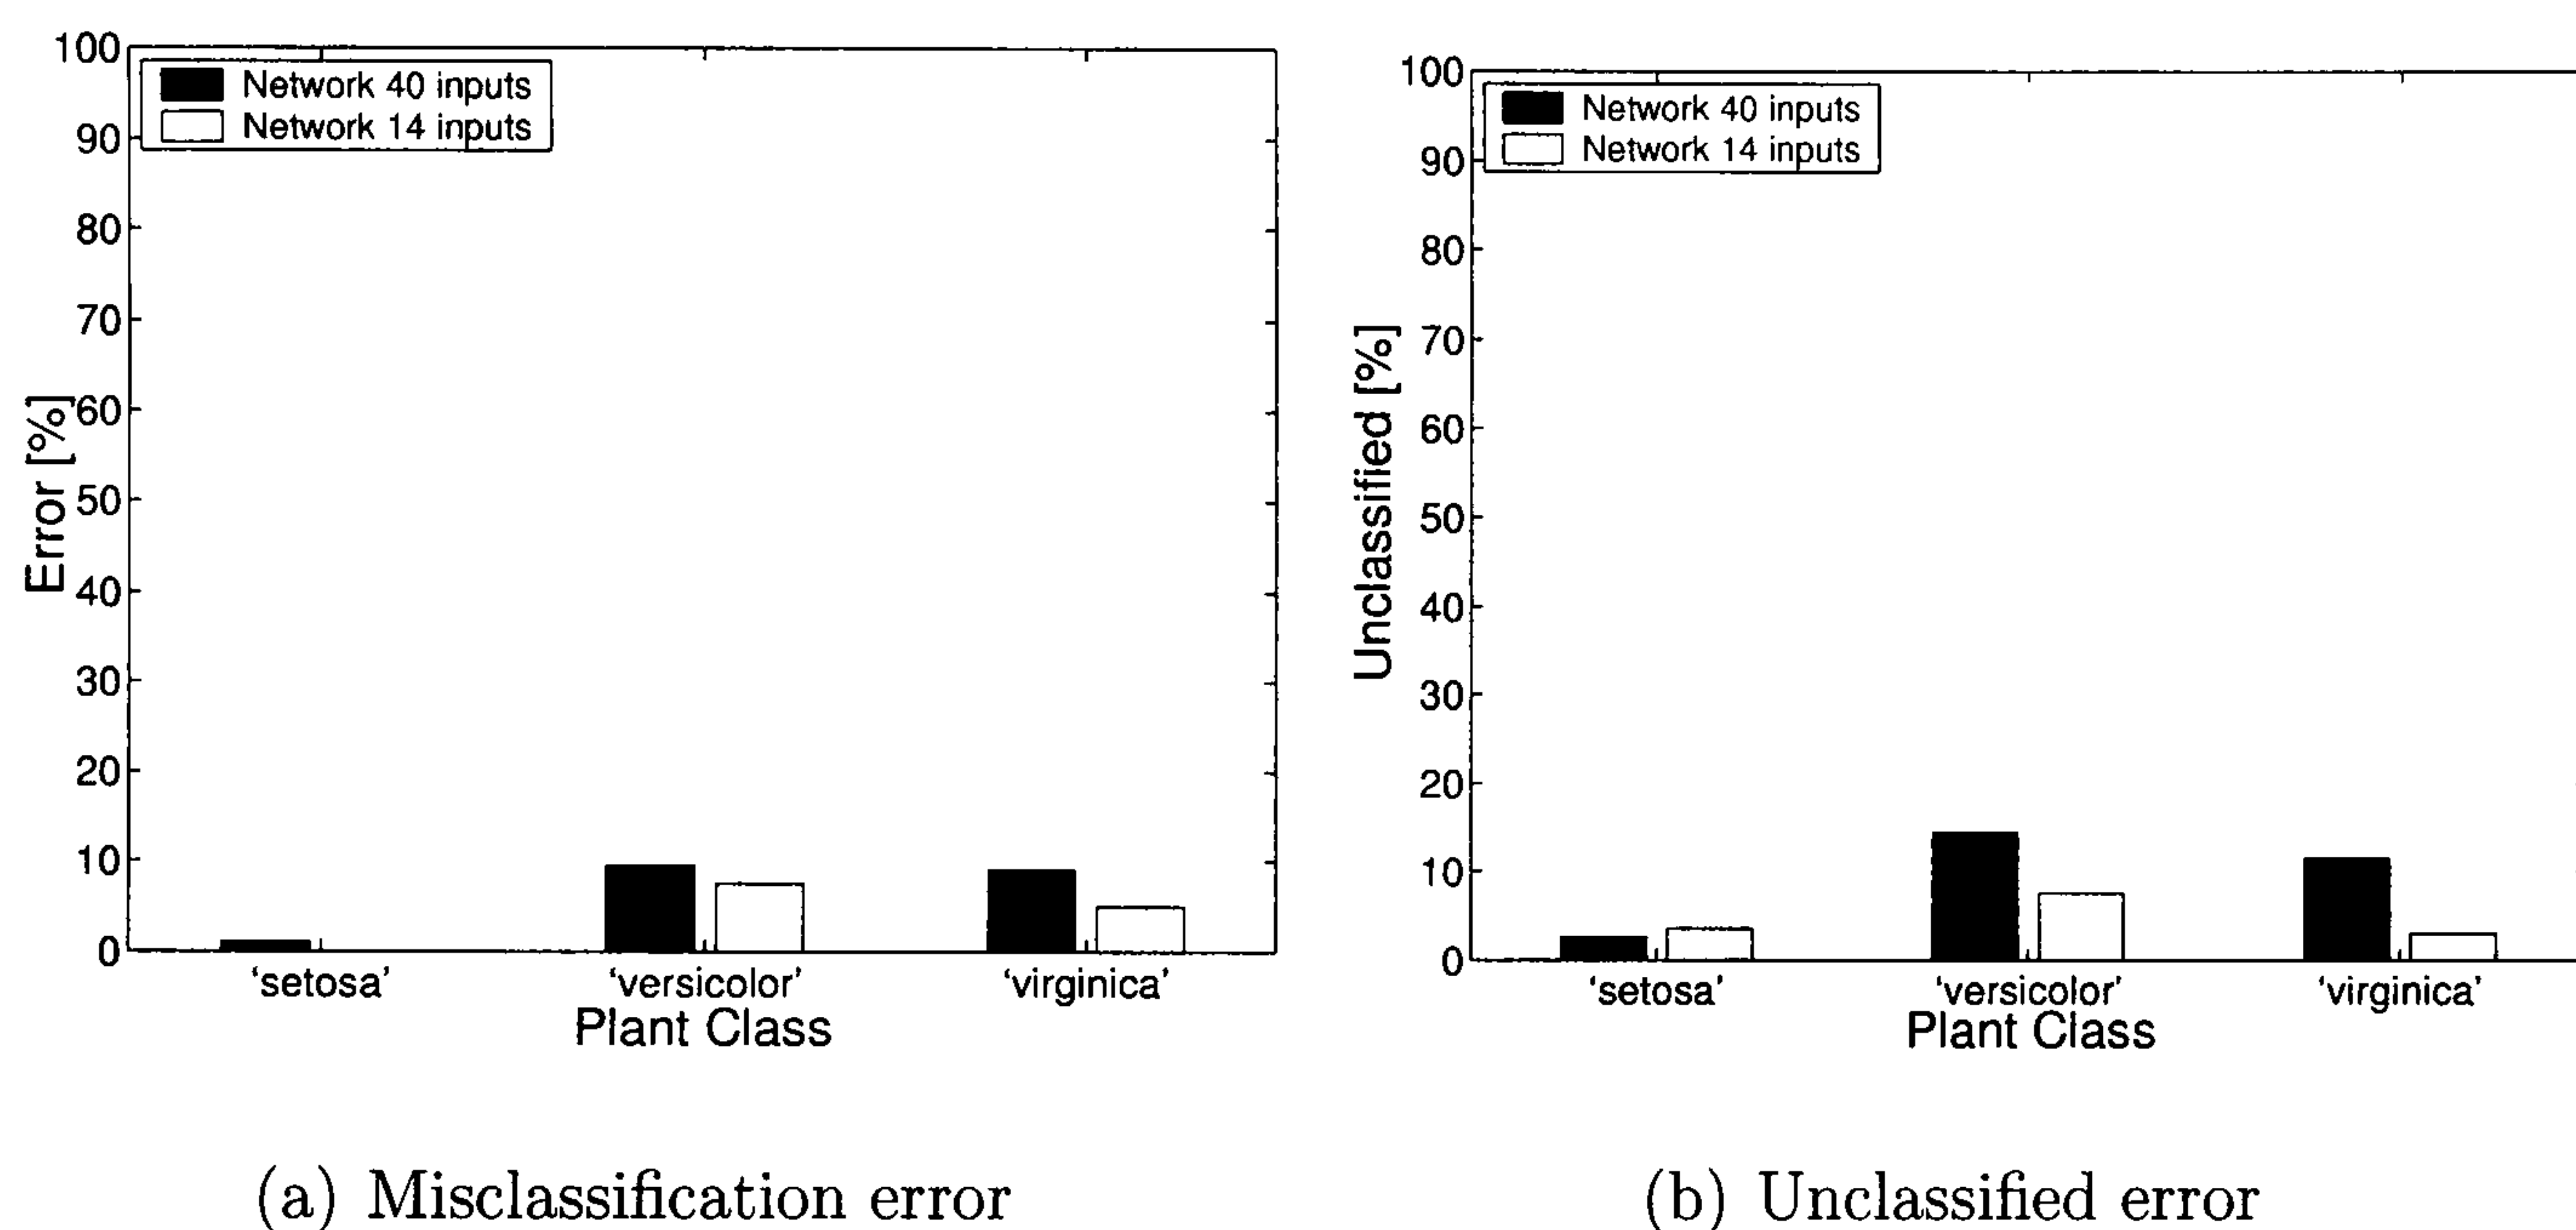 100
90
80
70
60
50
40
30
20
10
0
Error [%]
Network 40 inputs
Network 14 inputs
‘setosa’ ‘versicolor’ ‘virginica’
Plant Class
(a) Misclassification error
100
90
80
70
60
50
40
30
20
10
0
Unclassified [%]
Network 40 inputs
Network 14 inputs
‘setosa’ ‘versicolor’ ‘virginica’
Plant Class
(b) Unclassified error